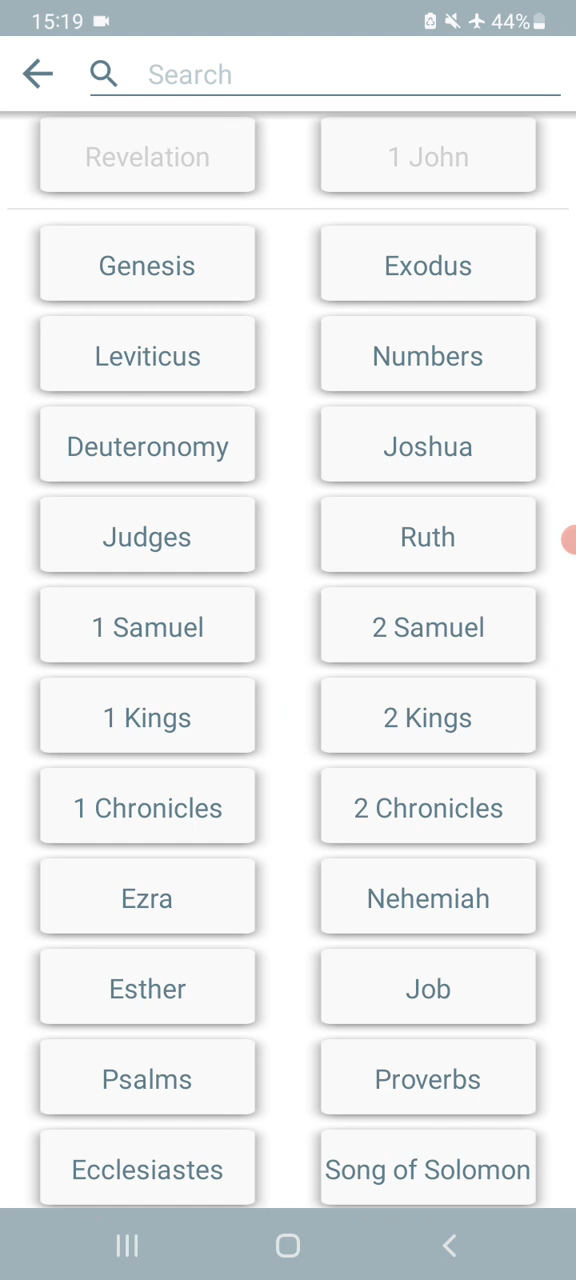 15:19 44%
Search
Revelation 1 John
Genesis Exodus
Leviticus Numbers
Deuteronomy Joshua
Judges Ruth
1 Samuel 2 Samuel
1 Kings 2 Kings
1 Chronicles 2 Chronicles
Ezra Nehemiah
Esther Job
Psalms Proverbs
Ecclesiastes Song of Solomon